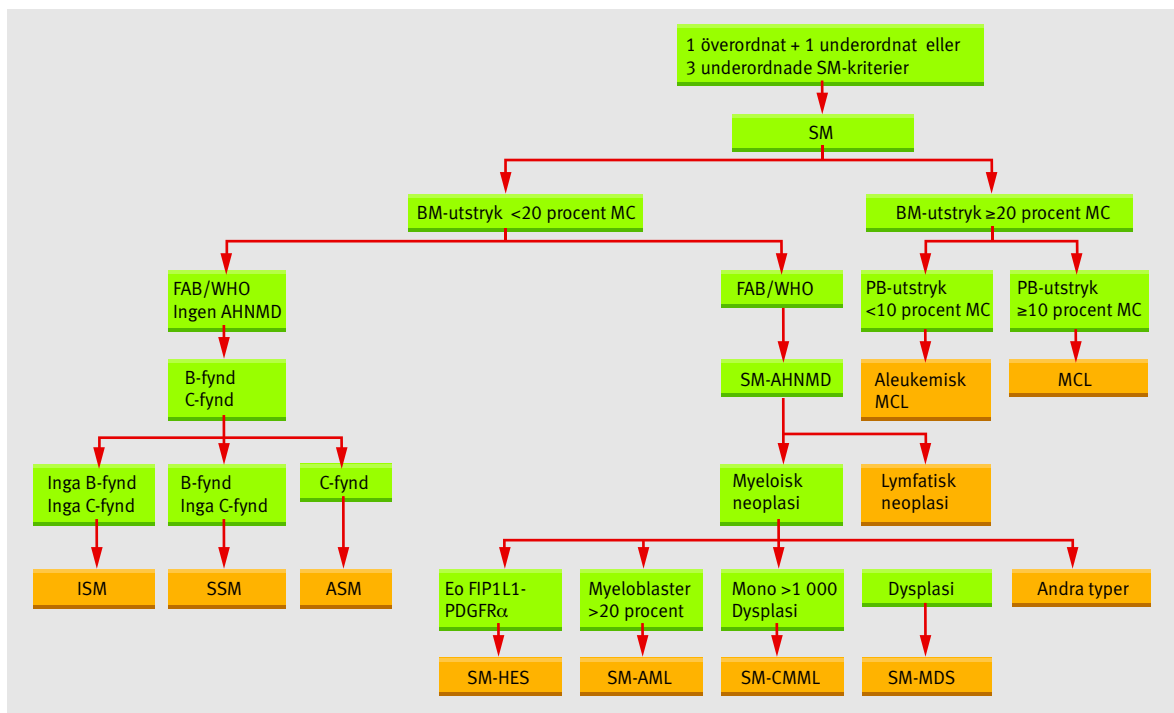 1 överordnat + 1 underordnat eller
3 underordnade SM-kriterier
SM
BM-utstryk <20 procent MC
BM-utstryk ≥20 procent MC
FAB/WHO
Ingen AHNMD
FAB/WHO
PB-utstryk
<10 procent MC
PB-utstryk
≥10 procent MC
B-fynd
C-fynd
SM-AHNMD
Aleukemisk
MCL
MCL
Inga B-fynd
Inga C-fynd
B-fynd
Inga C-fynd
C-fynd
Myeloisk
neoplasi
Lymfatisk
neoplasi
ISM
SSM
ASM
Eo FIP1L1-
PDGFRα
Myeloblaster
>20 procent
Mono >1 000
Dysplasi
Dysplasi
Andra typer
SM-HES
SM-AML
SM-CMML
SM-MDS